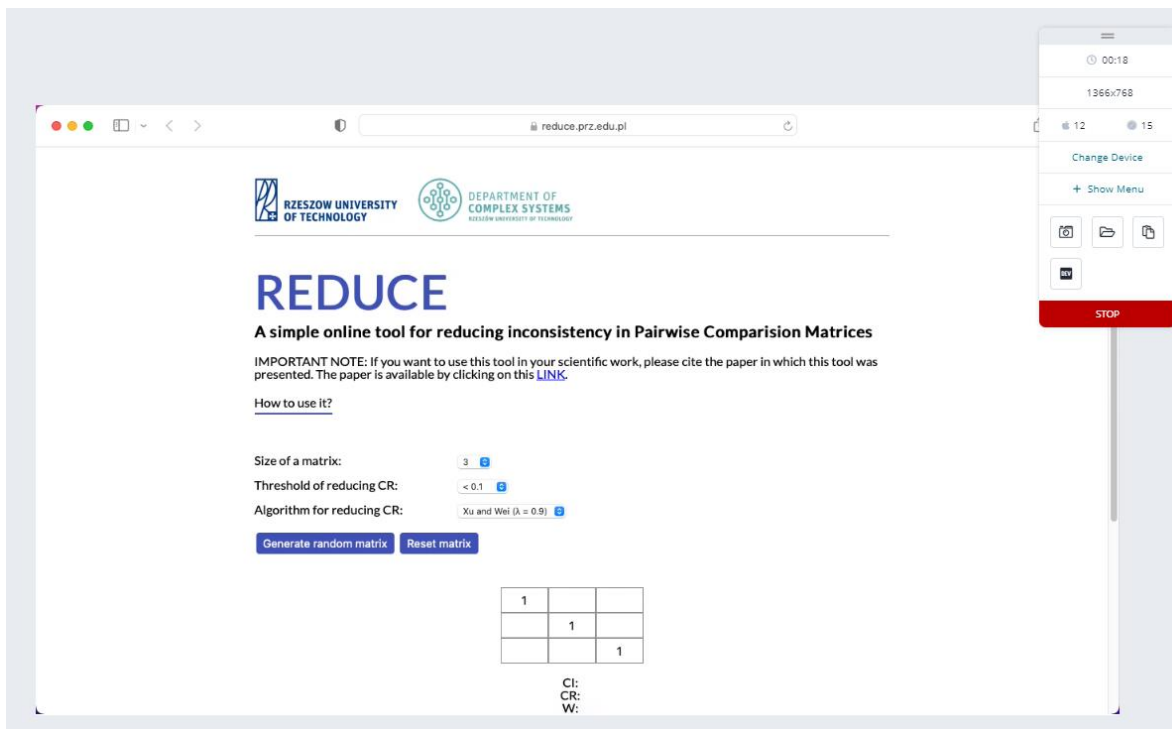 00:18
1366x768
12 15
Change Device
+ Show Menu
DEV
STOP
reduce.prz.edu.pl
RZESZOW UNIVERSITY
OF TECHNOLOGY
DEPARTMENT OF
COMPLEX SYSTEMS
RZESZÓW UNIVERSITY OF TECHNOLOGY
REDUCE
A simple online tool for reducing inconsistency in Pairwise Comparision Matrices
IMPORTANT NOTE: If you want to use this tool in your scientific work, please cite the paper in which this tool was
presented. The paper is available by clicking on this LINK.
How to use it?
Size of a matrix: 3
Threshold of reducing CR: < 0.1
Algorithm for reducing CR: Xu and Wei (λ = 0.9)
Generate random matrix Reset matrix
1
1
1
CI:
CR:
W: